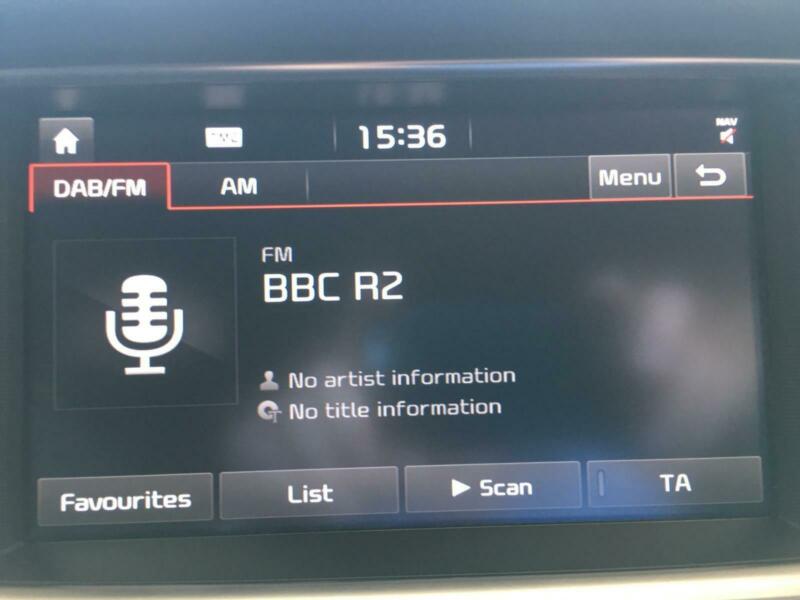 15:36
NAV
DAB/FM
AM
Menu
FM
BBC R2
No artist information
No title information
Favourites
List
Scan
TA